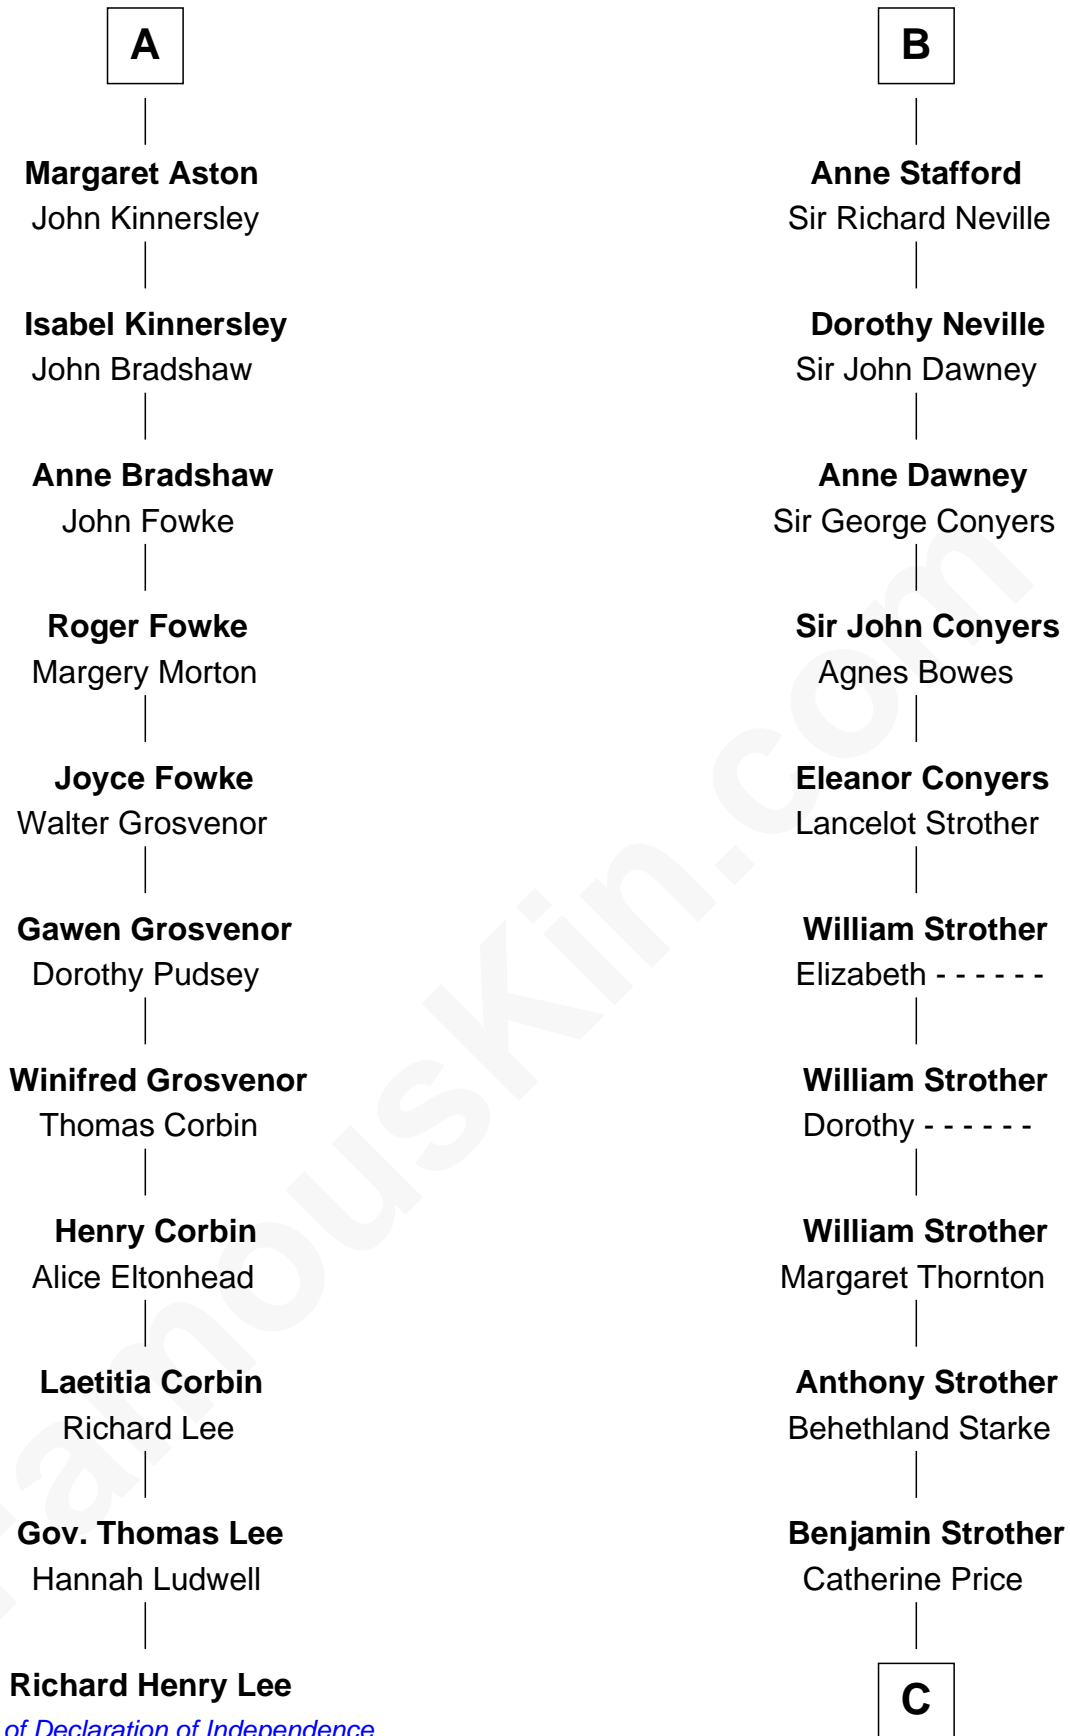 A
Margaret Aston
John Kinnersley
Isabel Kinnersley
John Bradshaw
Anne Bradshaw
John Fowke
Roger Fowke
Margery Morton
Joyce Fowke
Walter Grosvenor
Gawen Grosvenor
Dorothy Pudsey
Winifred Grosvenor
Thomas Corbin
Henry Corbin
Alice Eltonhead
Laetitia Corbin
Richard Lee
Gov. Thomas Lee
Hannah Ludwell
Richard Henry Lee
of Declaration of Independence
B
Anne Stafford
Sir Richard Neville
Dorothy Neville
Sir John Dawney
Anne Dawney
Sir George Conyers
Sir John Conyers
Agnes Bowes
Eleanor Conyers
Lancelot Strother
William Strother
Elizabeth - - - - - -
William Strother
Dorothy - - - - - -
William Strother
Margaret Thornton
Anthony Strother
Behethland Starke
Benjamin Strother
Catherine Price
C
FamousKin.com